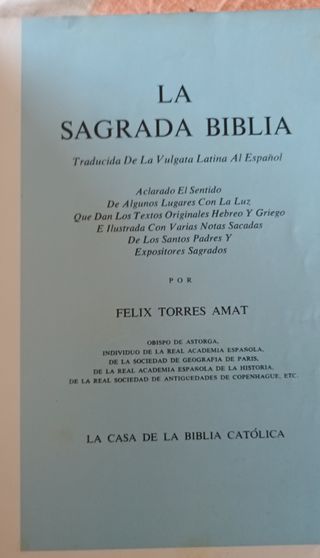 LA
SAGRADA BIBLIA
Traducida De La Vulgata Latina Al Español
Aclarado El Sentido
De Algunos Lugares Con La Luz
Que Dan Los Textos Originales Hebreo Y Griego
E Ilustrada Con Varias Notas Sacadas
De Los Santos Padres Y
Expositores Sagrados
POR
FELIX TORRES AMAT
OBISPO DE ASTORGA,
INDIVIDUO DE LA REAL ACADEMIA ESPAÑOLA,
DE LA SOCIEDAD DE GEOGRAFIA DE PARIS,
DE LA REAL ACADEMIA ESPAÑOLA DE LA HISTORIA,
DE LA REAL SOCIEDAD DE ANTIGUEDADES DE COPENHAGUE, ETC.
LA CASA DE LA BIBLIA CATÓLICA